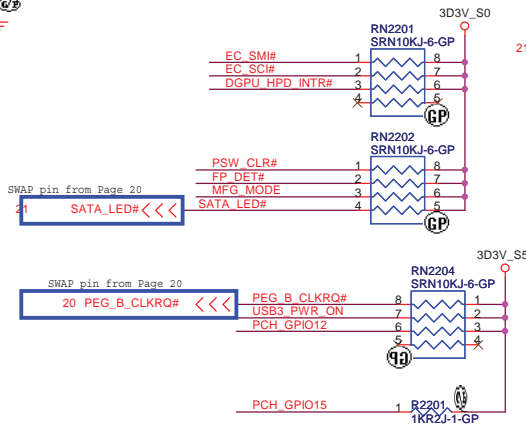 GP
3D3V_S0
RN2201
SRN10KJ-6-GP
21
EC_SMI# 1 8
EC_SCI# 2 7
DGPU_HPD_INTR# 3 6
4 5
GP
RN2202
SRN10KJ-6-GP
PSW_CLR# 1 8
FP_DET# 2 7
MFG_MODE 3 6
SATA_LED# 4 5
GP
SWAP pin from Page 20
21 SATA_LED#
3D3V_S5
RN2204
SRN10KJ-6-GP
SWAP pin from Page 20
20 PEG_B_CLKRQ#
PEG_B_CLKRQ# 8 1
USB3_PWR_ON 7 2
PCH_GPIO12 6 3
5 4
GP
PCH_GPIO15 1
R2201
1KR2J-1-GP